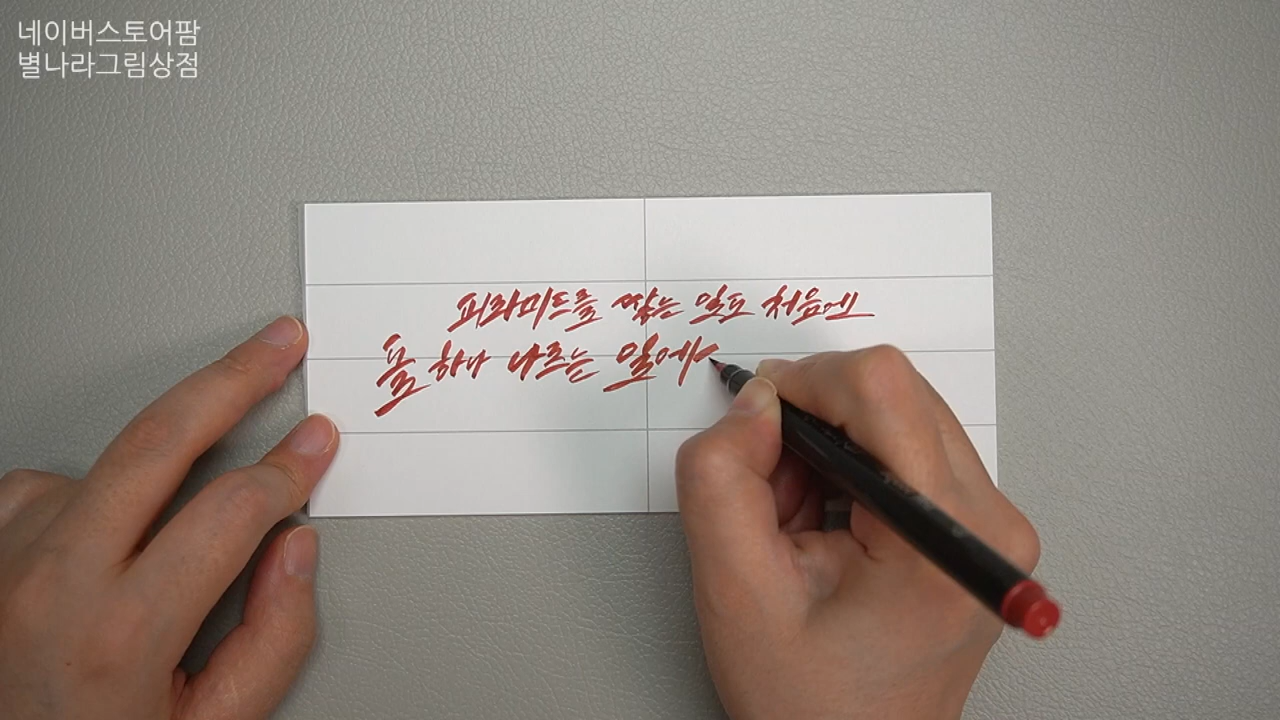 네이버스토어팜
별나라그림상점
피라미드를 쌓는 일도 처음엔
돌 하나 나르는 일에